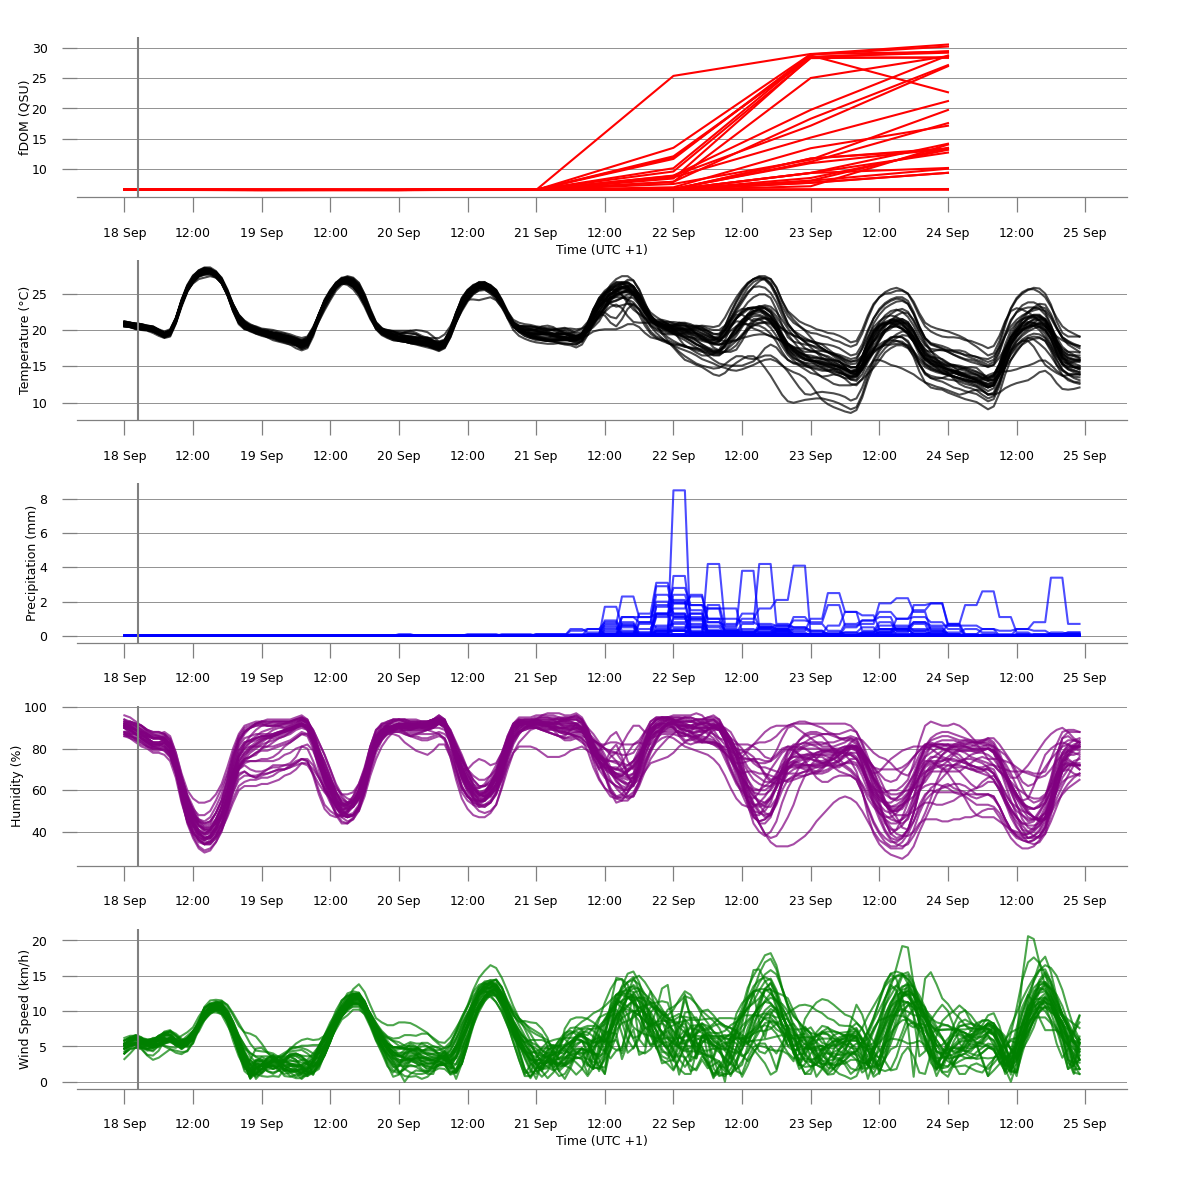 30
25
20
15
10
fDOM (QSU)
18 Sep 12:00 19 Sep 12:00 20 Sep 12:00 21 Sep 12:00 22 Sep 12:00 23 Sep 12:00 24 Sep 12:00 25 Sep
Time (UTC +1)
25
20
15
10
Temperature (°C)
18 Sep 12:00 19 Sep 12:00 20 Sep 12:00 21 Sep 12:00 22 Sep 12:00 23 Sep 12:00 24 Sep 12:00 25 Sep
8
6
4
2
0
Precipitation (mm)
18 Sep 12:00 19 Sep 12:00 20 Sep 12:00 21 Sep 12:00 22 Sep 12:00 23 Sep 12:00 24 Sep 12:00 25 Sep
100
80
60
40
Humidity (%)
18 Sep 12:00 19 Sep 12:00 20 Sep 12:00 21 Sep 12:00 22 Sep 12:00 23 Sep 12:00 24 Sep 12:00 25 Sep
20
15
10
5
0
Wind Speed (km/h)
18 Sep 12:00 19 Sep 12:00 20 Sep 12:00 21 Sep 12:00 22 Sep 12:00 23 Sep 12:00 24 Sep 12:00 25 Sep
Time (UTC +1)